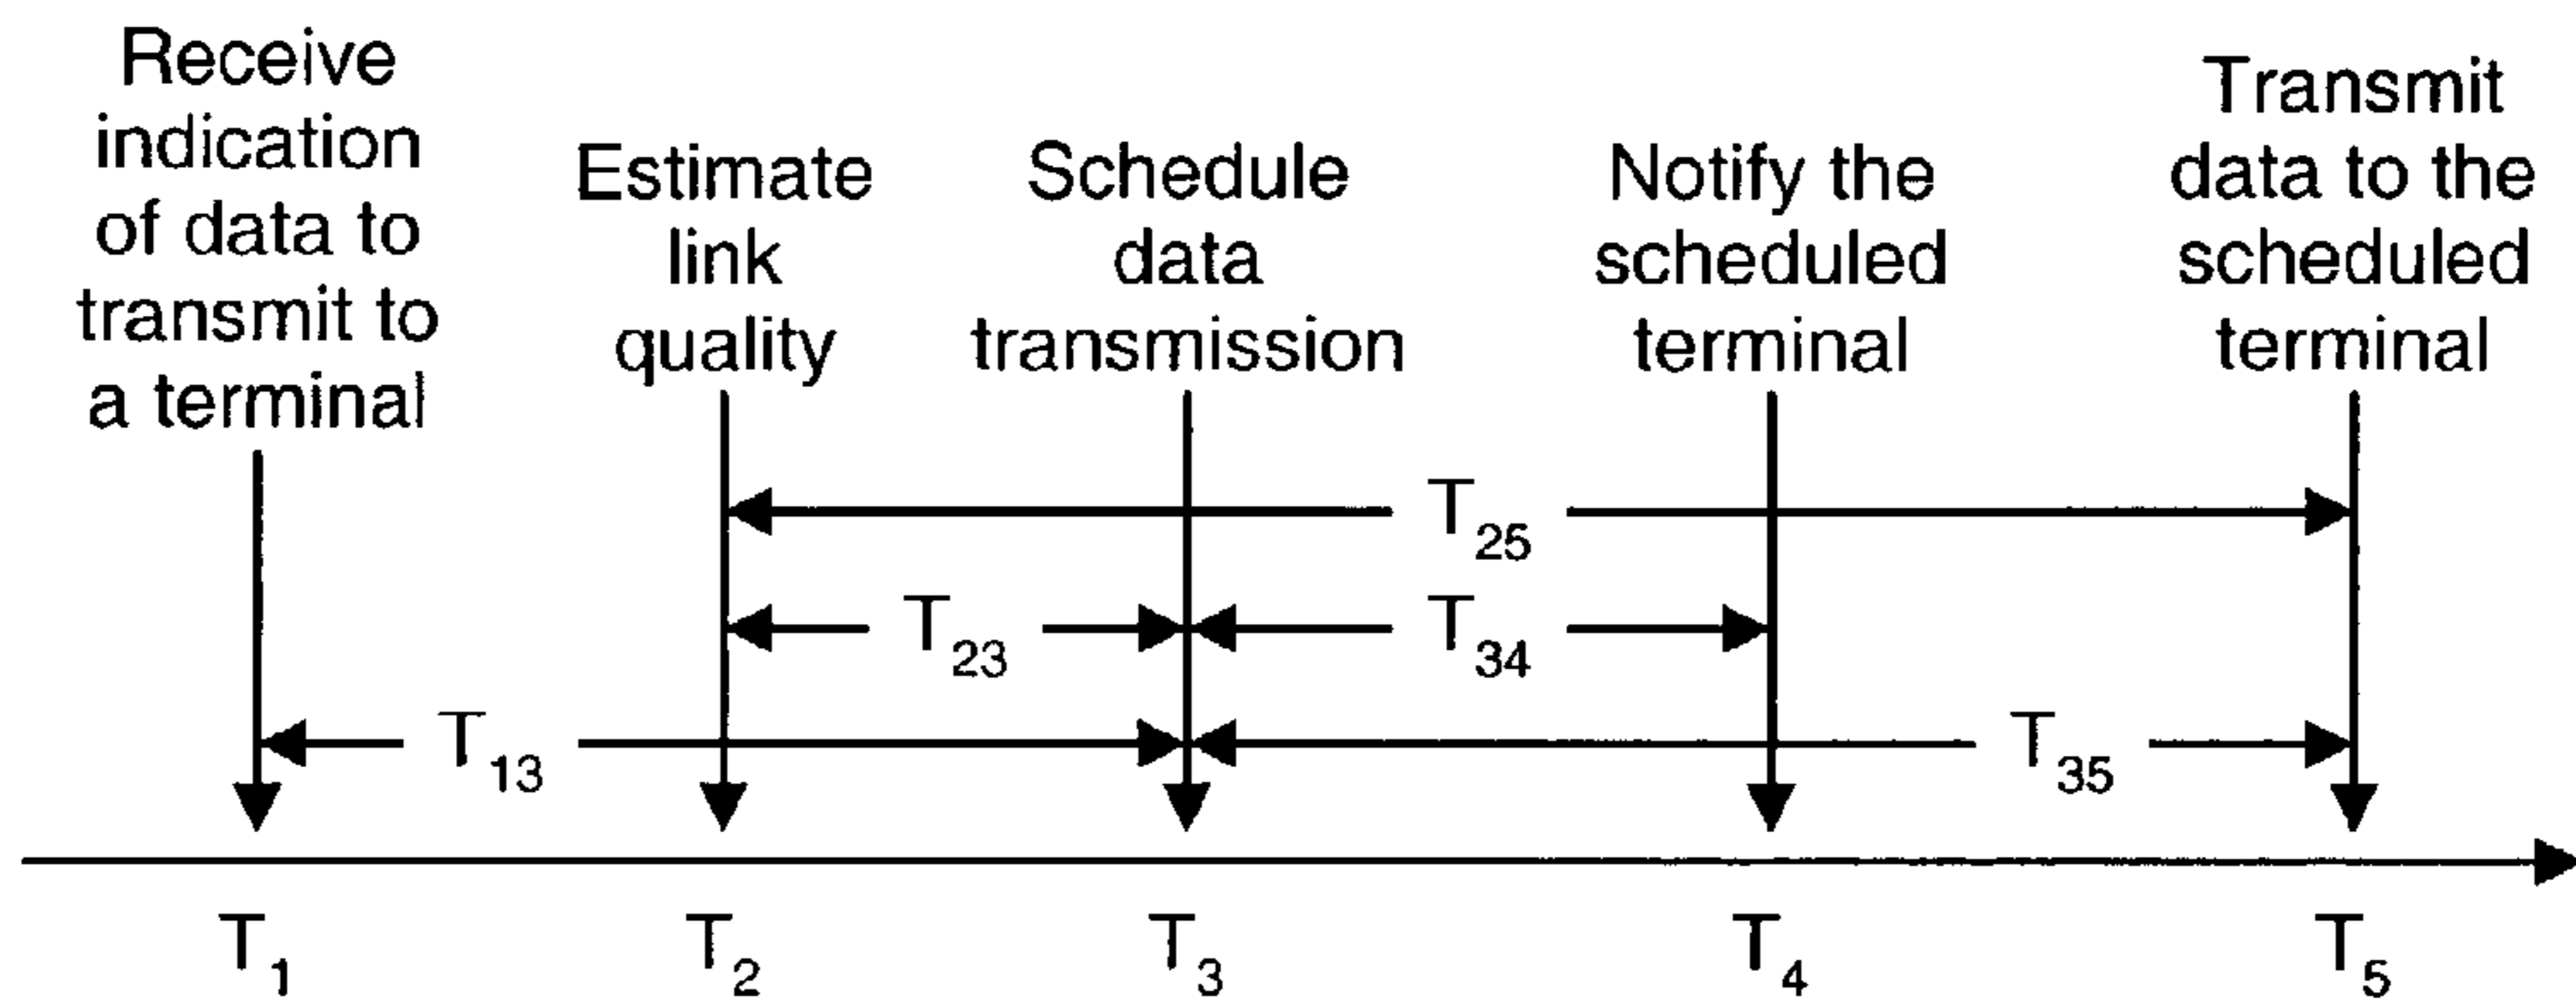 Receive
indication
of data to
transmit to
a terminal
Estimate
link
quality
Schedule
data
transmission
Notify the
scheduled
terminal
Transmit
data to the
scheduled
terminal
T25
T23
T34
T13
T35
T1
T2
T3
T4
T5